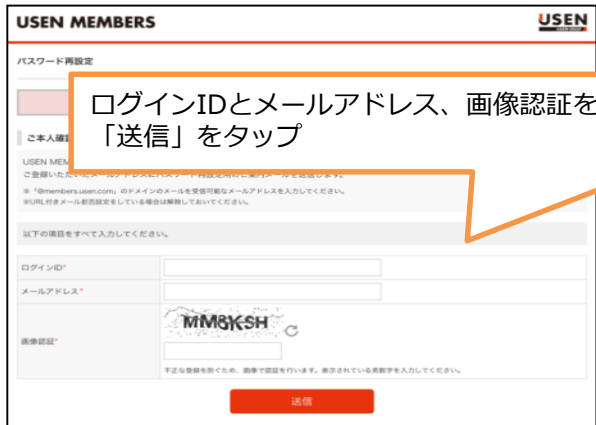 USEN MEMBERS
USEN
パスワード再設定
ログインIDとメールアドレス、画像認証を
「送信」をタップ
ご本人確認
USEN MEM
ご登録いただいたメールアドレスにパスワード再設定用のご案内メールを送信します。
※「@members.usen.com」のドメインのメールを受信可能なメールアドレスを入力してください。
※URL付きメール拒否設定をしている場合は解除しておいてください。
以下の項目をすべて入力してください。
ログインID*
メールアドレス*
画像認証*
MM8KSH
不正な登録を防ぐため、画像で認証を行います。表示されている英数字を入力してください。
送信